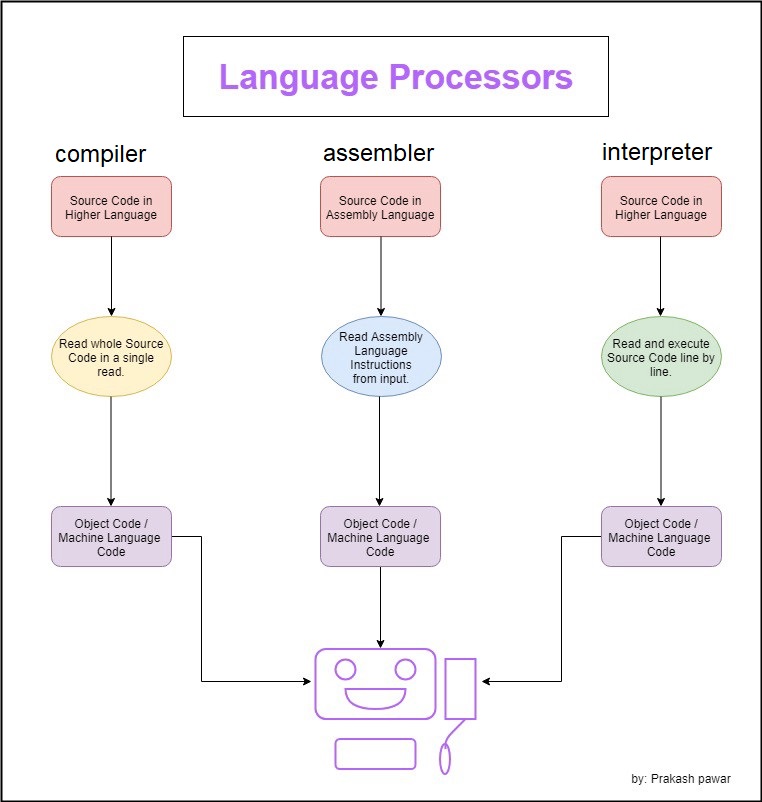 Language Processors
compiler
assembler
interpreter
Source Code in
Higher Language
Source Code in
Assembly Language
Source Code in
Higher Language
Read whole Source
Code in a single
read.
Read Assembly
Language
Instructions
from input.
Read and execute
Source Code line by
line.
Object Code /
Machine Language
Code
Object Code /
Machine Language
Code
Object Code /
Machine Language
Code
by: Prakash pawar